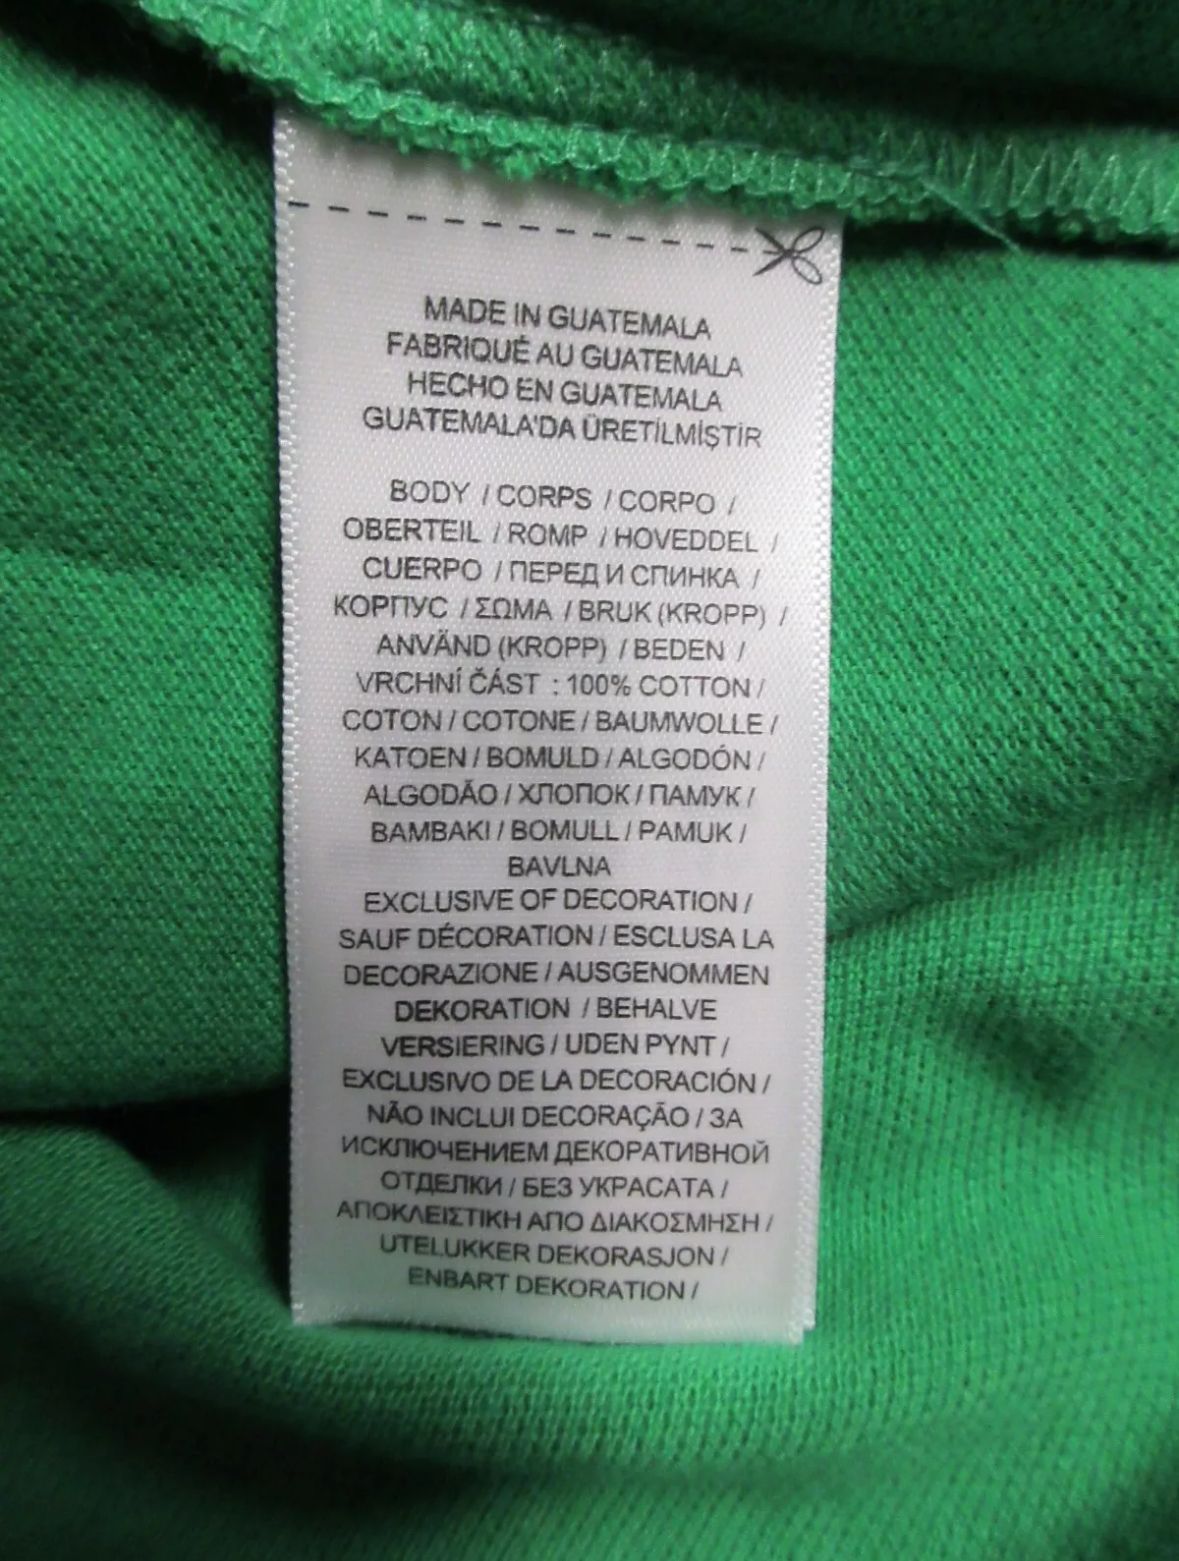 MADE IN GUATEMALA
FABRIQUÉ AU GUATEMALA
HECHO EN GUATEMALA
GUATEMALA'DA ÜRETİLMİŞTİR
BODY / CORPS / CORPO /
OBERTEIL / ROMP / HOVEDDEL /
CUERPO / ПЕРЕД И СПИНКА /
КОРПУС / ΣΩΜΑ / BRUK (KROPP) /
ANVÄND (KROPP) / BEDEN /
VRCHNÍ ČÁST : 100% COTTON /
COTON / COTONE / BAUMWOLLE /
KATOEN / BOMULD / ALGODÓN /
ALGODÃO / ХЛОПОК / ПАМУК /
BAMBAKI / BOMULL / PAMUK /
BAVLNA
EXCLUSIVE OF DECORATION /
SAUF DÉCORATION / ESCLUSA LA
DECORAZIONE / AUSGENOMMEN
DEKORATION / BEHALVE
VERSIERING / UDEN PYNT /
EXCLUSIVO DE LA DECORACIÓN /
NÃO INCLUI DECORAÇÃO / ЗА
ИСКЛЮЧЕНИЕМ ДЕКОРАТИВНОЙ
ОТДЕЛКИ / БЕЗ УКРАСАТА /
ΑΠΟΚΛΕΙΣΤΙΚΗ ΑΠΟ ΔΙΑΚΟΣΜΗΣΗ /
UTELUKKER DEKORASJON /
ENBART DEKORATION /